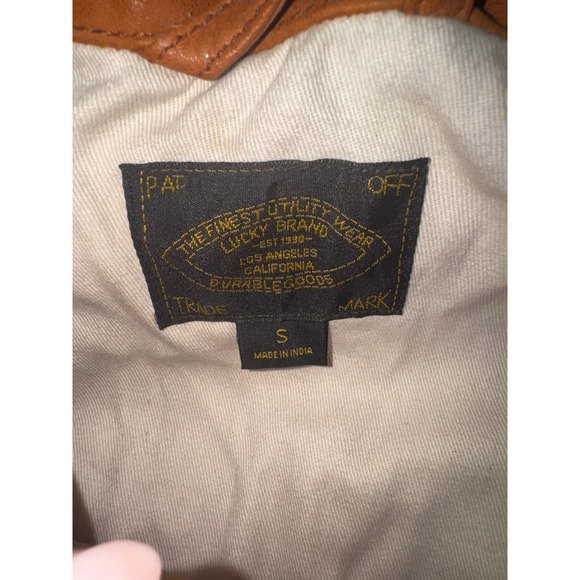 PAT OFF
THE FINEST UTILITY WEAR
LUCKY BRAND
-EST 1990-
LOS ANGELES
CALIFORNIA
DURABLE GOODS
TRADE MARK
S
MADE IN INDIA